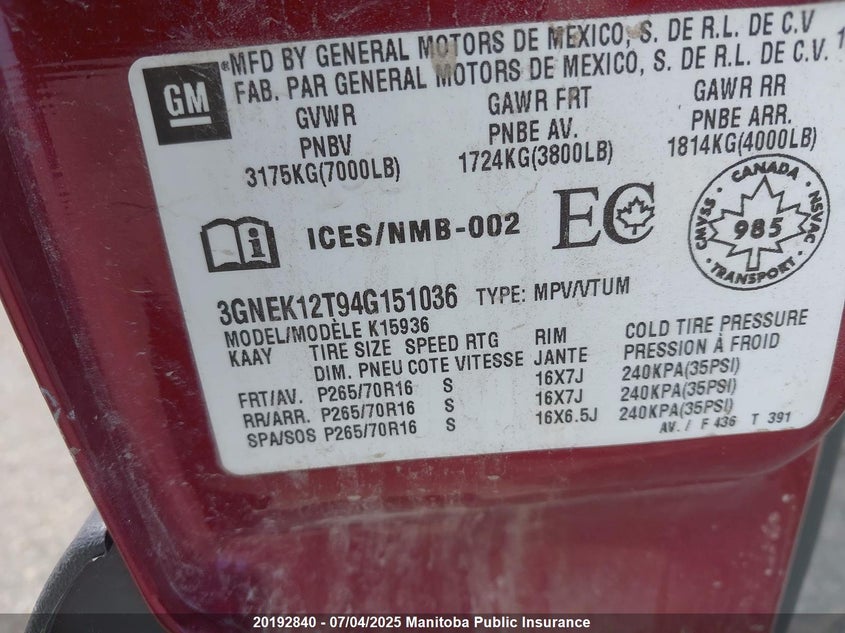 MFD BY GENERAL MOTORS DE MEXICO, S. DE R.L. DE C.V
FAB. PAR GENERAL MOTORS DE MEXICO, S. DE R.L. DE C.V.
GM
GVWR GAWR FRT GAWR RR
PNBV PNBE AV. PNBE ARR.
3175KG(7000LB) 1724KG(3800LB) 1814KG(4000LB)
ICES/NMB-002 EC
CANADA
CMVSS 985 NSVAC
TRANSPORT
3GNEK12T94G151036 TYPE: MPV/VTUM
MODEL/MODÈLE K15936
KAAY TIRE SIZE SPEED RTG RIM COLD TIRE PRESSURE
DIM. PNEU COTE VITESSE JANTE PRESSION À FROID
FRT/AV. P265/70R16 S 16X7J 240KPA(35PSI)
RR/ARR. P265/70R16 S 16X7J 240KPA(35PSI)
SPA/SOS P265/70R16 S 16X6.5J 240KPA(35PSI)
AV. / F 436 T 391
20192840 - 07/04/2025 Manitoba Public Insurance